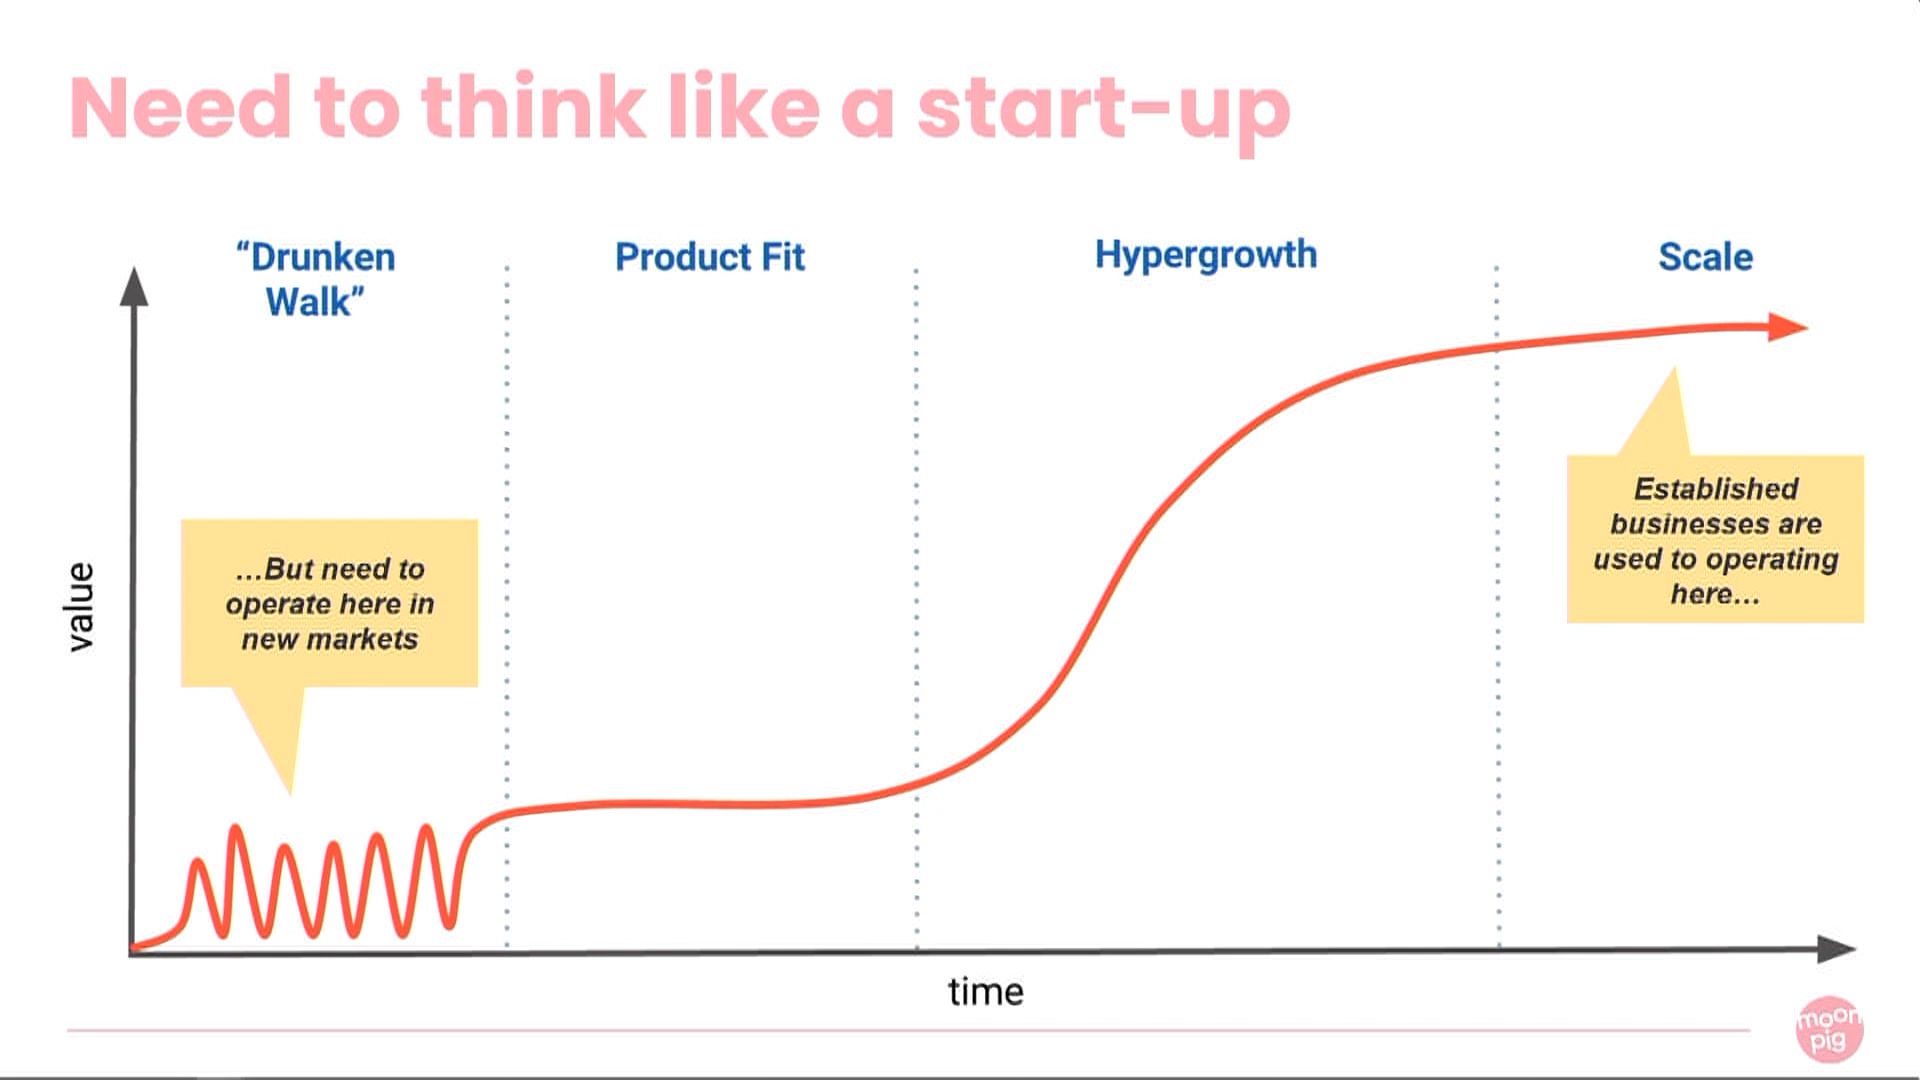 Need to think like a start-up
“Drunken
Walk”
Product Fit
Hypergrowth
Scale
Established
businesses are
used to operating
here...
...But need to
operate here in
new markets
value
time
moon
pig